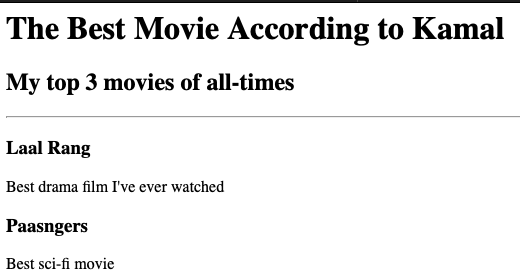 The Best Movie According to Kamal
My top 3 movies of all-times
Laal Rang
Best drama film I've ever watched
Paasngers
Best sci-fi movie